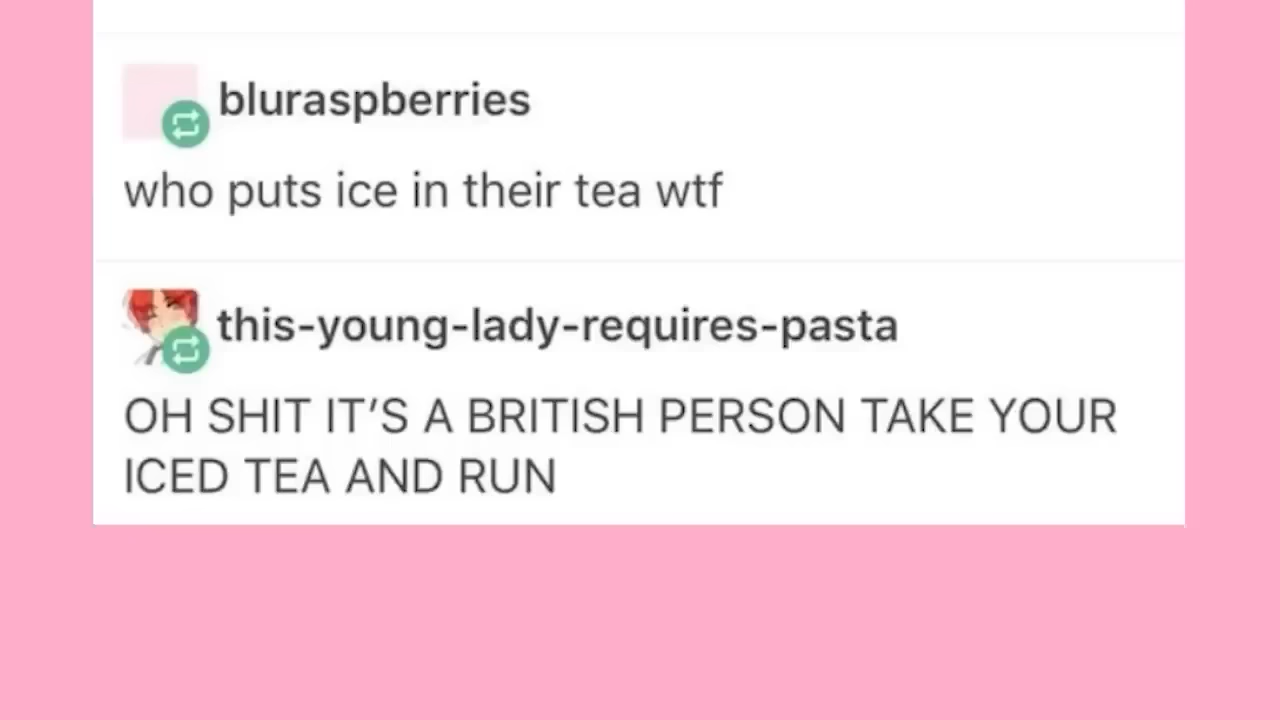 bluraspberries
who puts ice in their tea wtf
this-young-lady-requires-pasta
OH SHIT IT’S A BRITISH PERSON TAKE YOUR
ICED TEA AND RUN